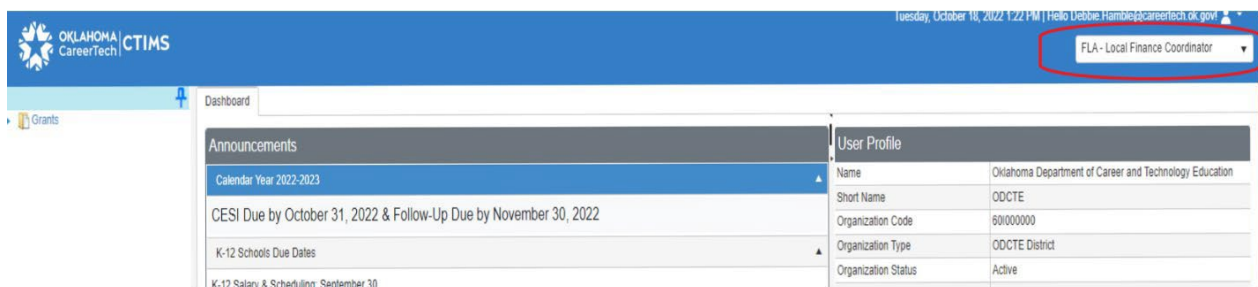 Tuesday, October 18, 2022 1:22 PM | Hello Debbie.Hamble@careertech.ok.gov!
OKLAHOMA
CareerTech
CTIMS
FLA - Local Finance Coordinator
Grants
Dashboard
Announcements
Calendar Year 2022-2023
CESI Due by October 31, 2022 & Follow-Up Due by November 30, 2022
K-12 Schools Due Dates
K-12 Salary & Scheduling: September 30
User Profile
Name Oklahoma Department of Career and Technology Education
Short Name ODCTE
Organization Code 60I000000
Organization Type ODCTE District
Organization Status Active